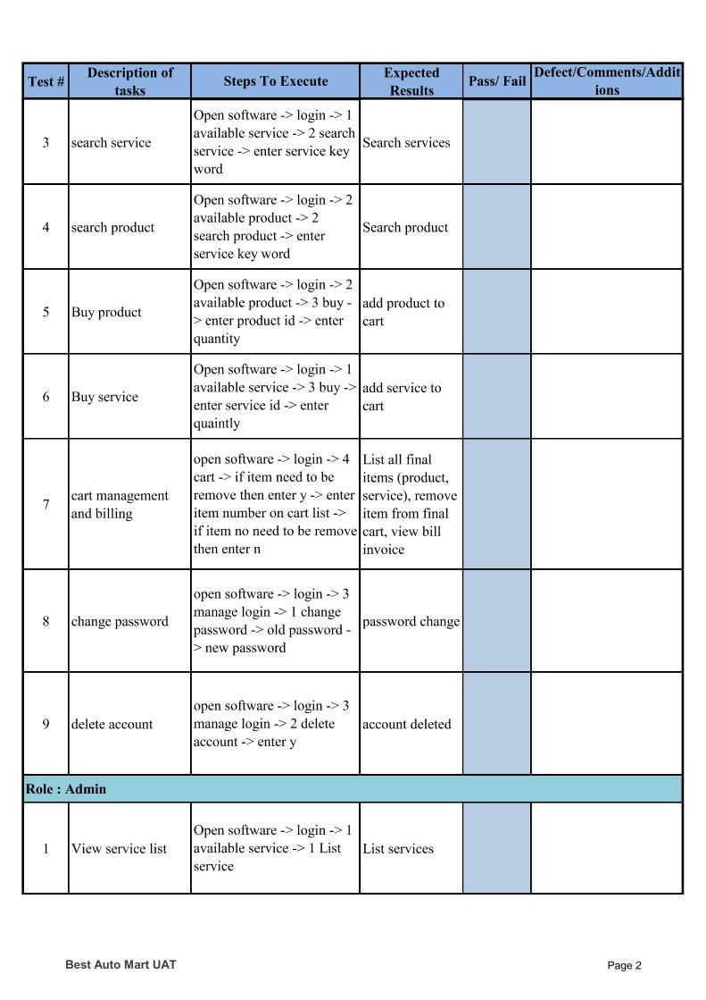 Test #
Description of
tasks
Steps To Execute
Expected
Results
Pass/ Fail
Defect/Comments/Addit
ions
3
search service
Open software -> login -> 1
available service -> 2 search
service -> enter service key
word
Search services
4
search product
Open software -> login -> 2
available product -> 2
search product -> enter
service key word
Search product
5
Buy product
Open software -> login -> 2
available product -> 3 buy -
> enter product id -> enter
quantity
add product to
cart
6
Buy service
Open software -> login -> 1
available service -> 3 buy ->
enter service id -> enter
quaintly
add service to
cart
7
cart management
and billing
open software -> login -> 4
cart -> if item need to be
remove then enter y -> enter
item number on cart list ->
if item no need to be remove
then enter n
List all final
items (product,
service), remove
item from final
cart, view bill
invoice
8
change password
open software -> login -> 3
manage login -> 1 change
password -> old password -
> new password
password change
9
delete account
open software -> login -> 3
manage login -> 2 delete
account -> enter y
account deleted
Role : Admin
1
View service list
Open software -> login -> 1
available service -> 1 List
service
List services
Best Auto Mart UAT
Page 2